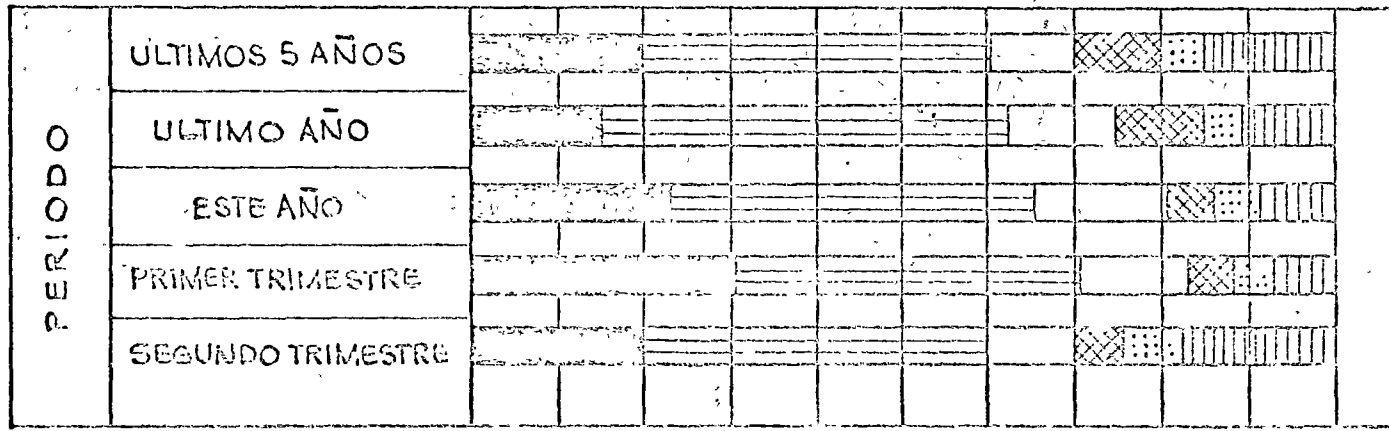 PERIODO
ULTIMOS 5 AÑOS
ULTIMO AÑO
ESTE AÑO
PRIMER TRIMESTRE
SEGUNDO TRIMESTRE